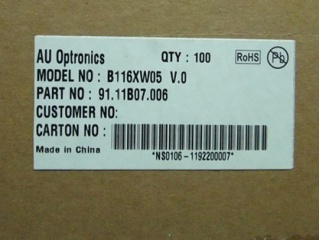 AU Optronics QTY : 100 RoHS Pb
MODEL NO : B116XW05 V.0
PART NO : 91.11B07.006
CUSTOMER NO:
CARTON NO :
Made in China *NS0106-1192200007*